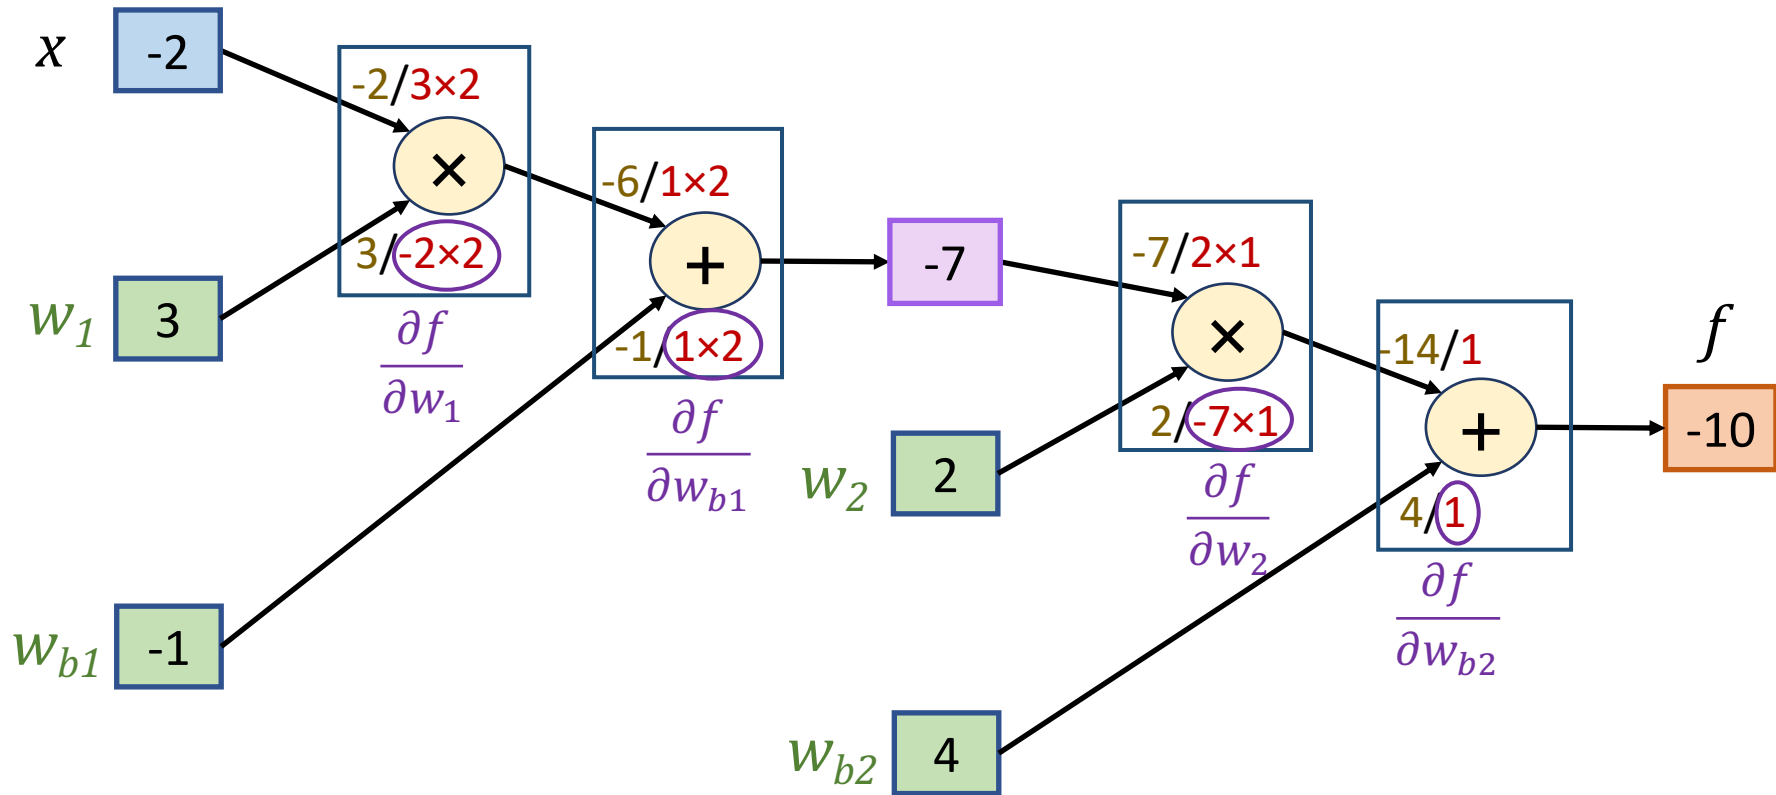 x
-2
-2/3×2
×
3/-2×2
w1
3
∂f
∂w1
-6/1×2
+
-1/1×2
∂f
∂wb1
wb1
-1
-7
-7/2×1
×
2/-7×1
w2
2
∂f
∂w2
-14/1
+
4/1
∂f
∂wb2
wb2
4
f
-10